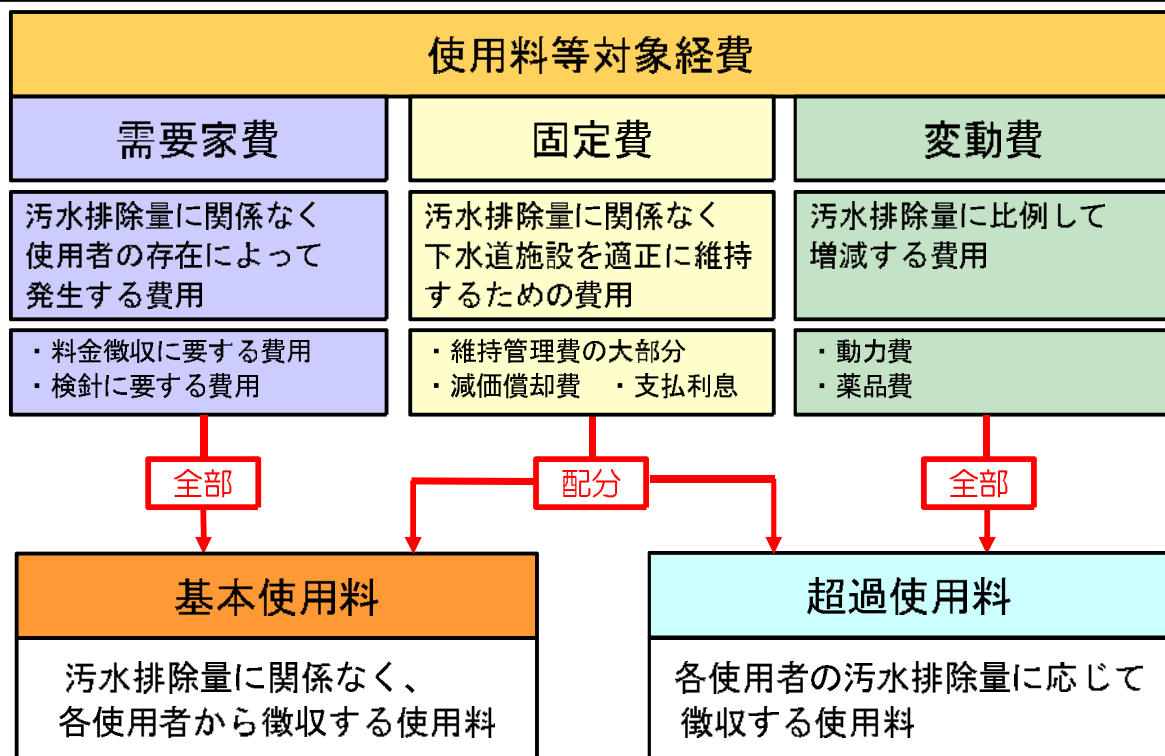 使用料等対象経費
需要家費
固定費
変動費
汚水排除量に関係なく
使用者の存在によって
発生する費用
汚水排除量に関係なく
下水道施設を適正に維持
するための費用
汚水排除量に比例して
増減する費用
・料金徴収に要する費用
・検針に要する費用
・維持管理費の大部分
・減価償却費 ・支払利息
・動力費
・薬品費
全部
配分
全部
基本使用料
汚水排除量に関係なく、
各使用者から徴収する使用料
超過使用料
各使用者の汚水排除量に応じて
徴収する使用料